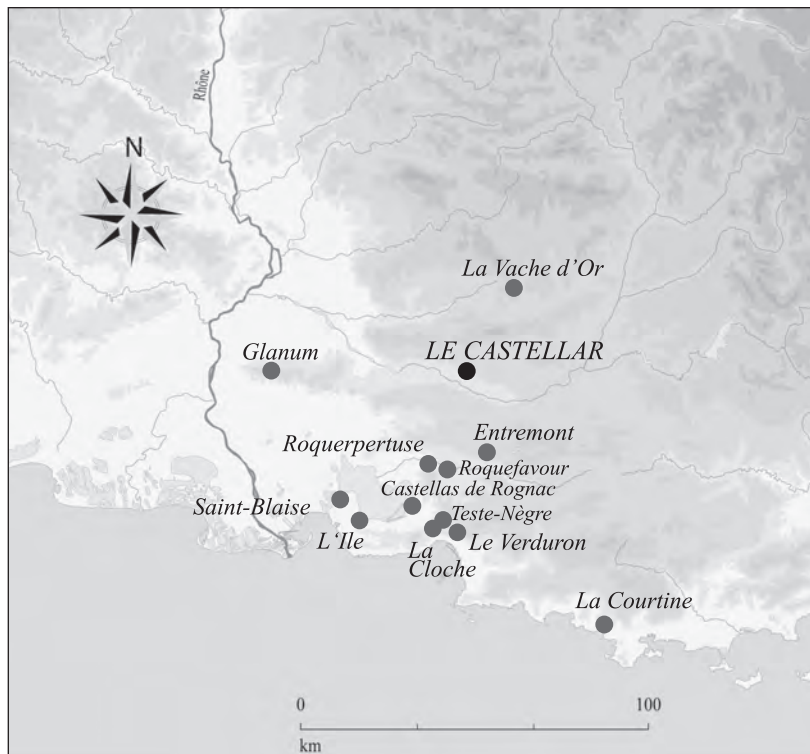 Rhône
N
La Vache d’Or
Glanum
LE CASTELLAR
Entremont
Roquerpertuse
Roquefavour
Castellas de Rognac
Saint-Blaise
Teste-Nègre
L‘Ile
La
Cloche
Le Verduron
La Courtine
0
100
km